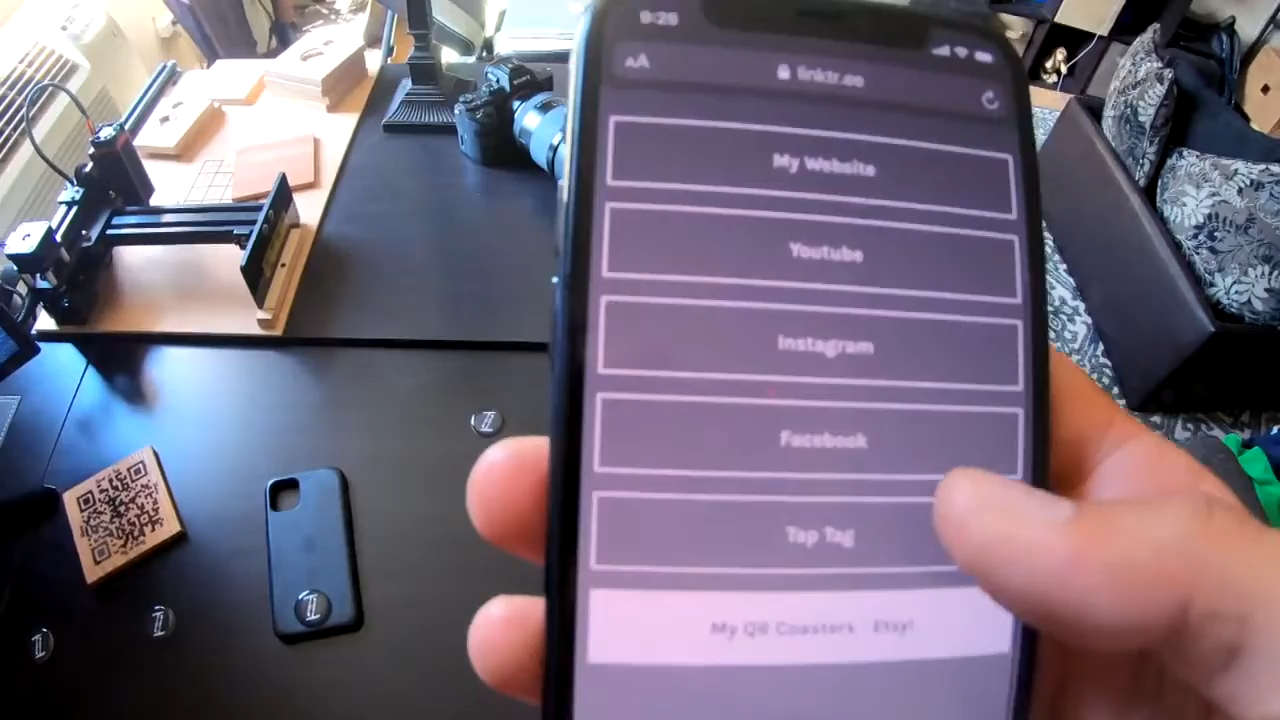 9:25
AA
linktr.ee
My Website
Youtube
Instagram
Facebook
Tap Tag
My QR Coasters - Etsy!